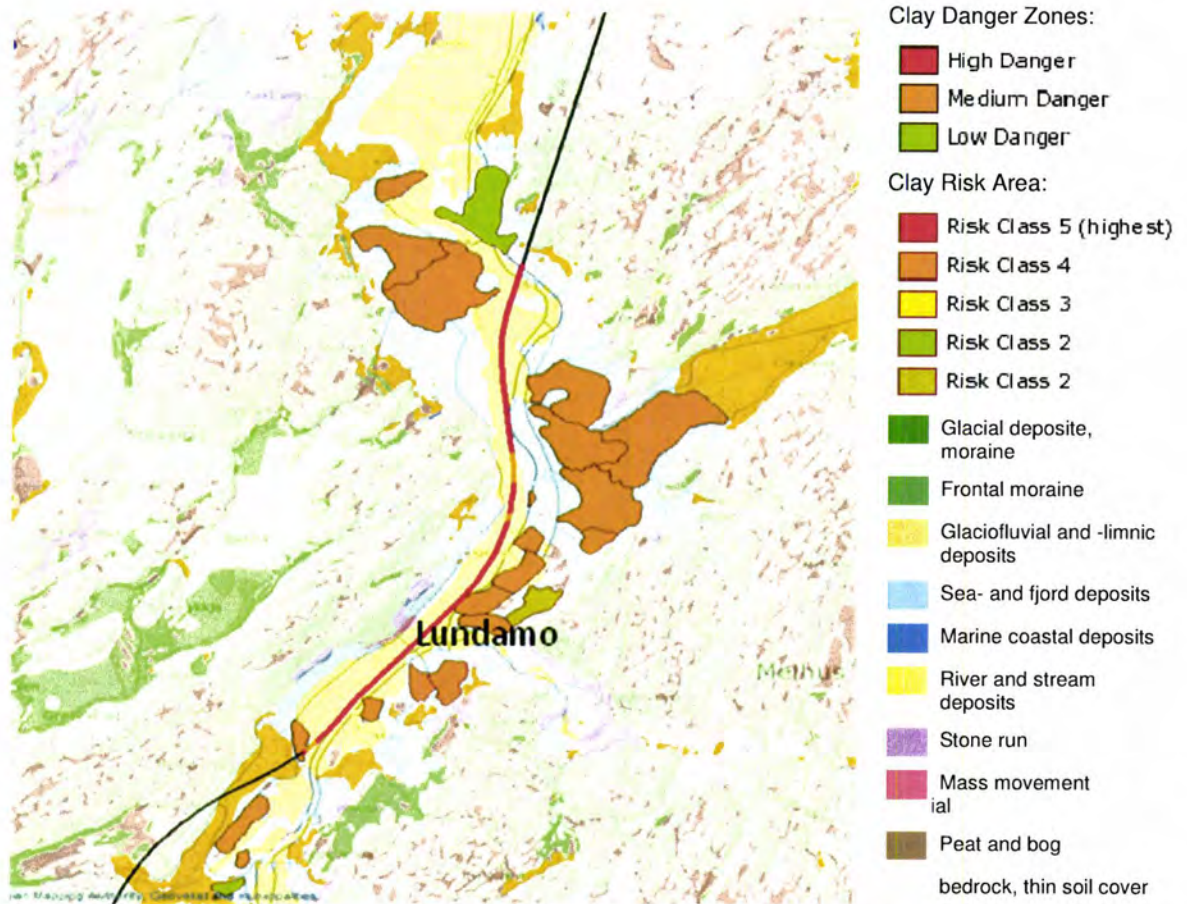 Clay Danger Zones:
High Danger
Medium Danger
Low Danger
Clay Risk Area:
Risk Class 5 (highest)
Risk Class 4
Risk Class 3
Risk Class 2
Risk Class 2
Glacial deposite,
moraine
Frontal moraine
Glaciofluvial and -limnic
deposits
Sea- and fjord deposits
Marine coastal deposits
River and stream
deposits
Stone run
Mass movement
ial
Peat and bog
bedrock, thin soil cover
Lundamo
Melhus